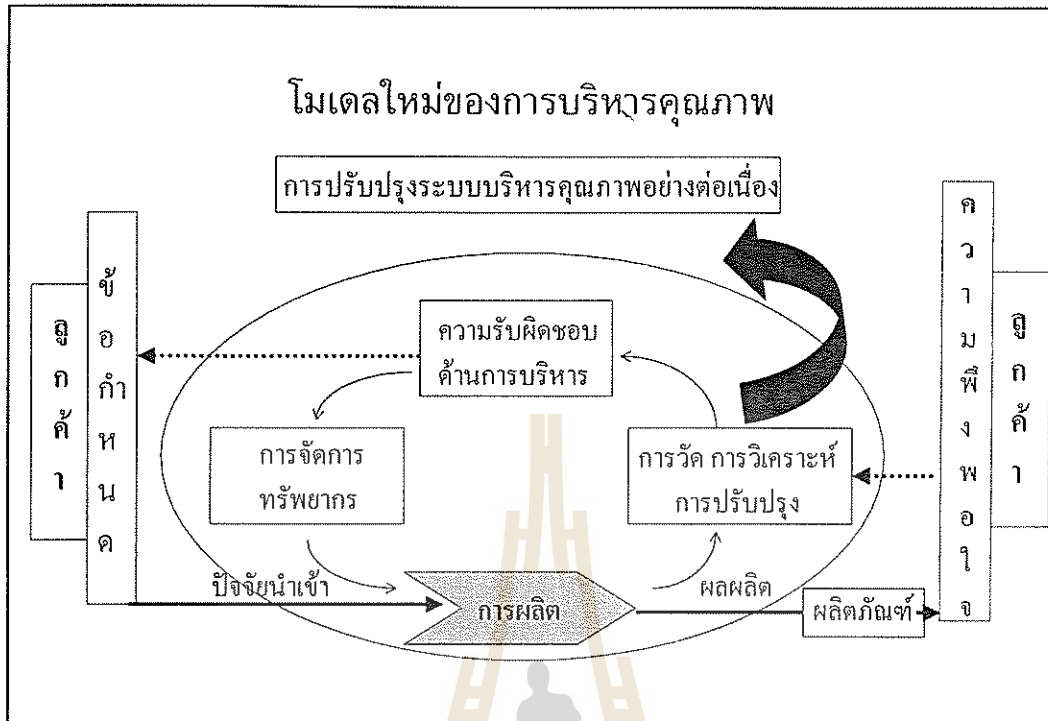 โมเดลใหม่ของการบริหารคุณภาพ
การปรับปรุงระบบบริหารคุณภาพอย่างต่อเนื่อง
ลูกค้า
ข้อกำหนด
ความรับผิดชอบ
ด้านการบริหาร
การจัดการ
ทรัพยากร
การวัด การวิเคราะห์
การปรับปรุง
ความพึงพอใจ
ลูกค้า
ปัจจัยนำเข้า
การผลิต
ผลผลิต
ผลิตภัณฑ์